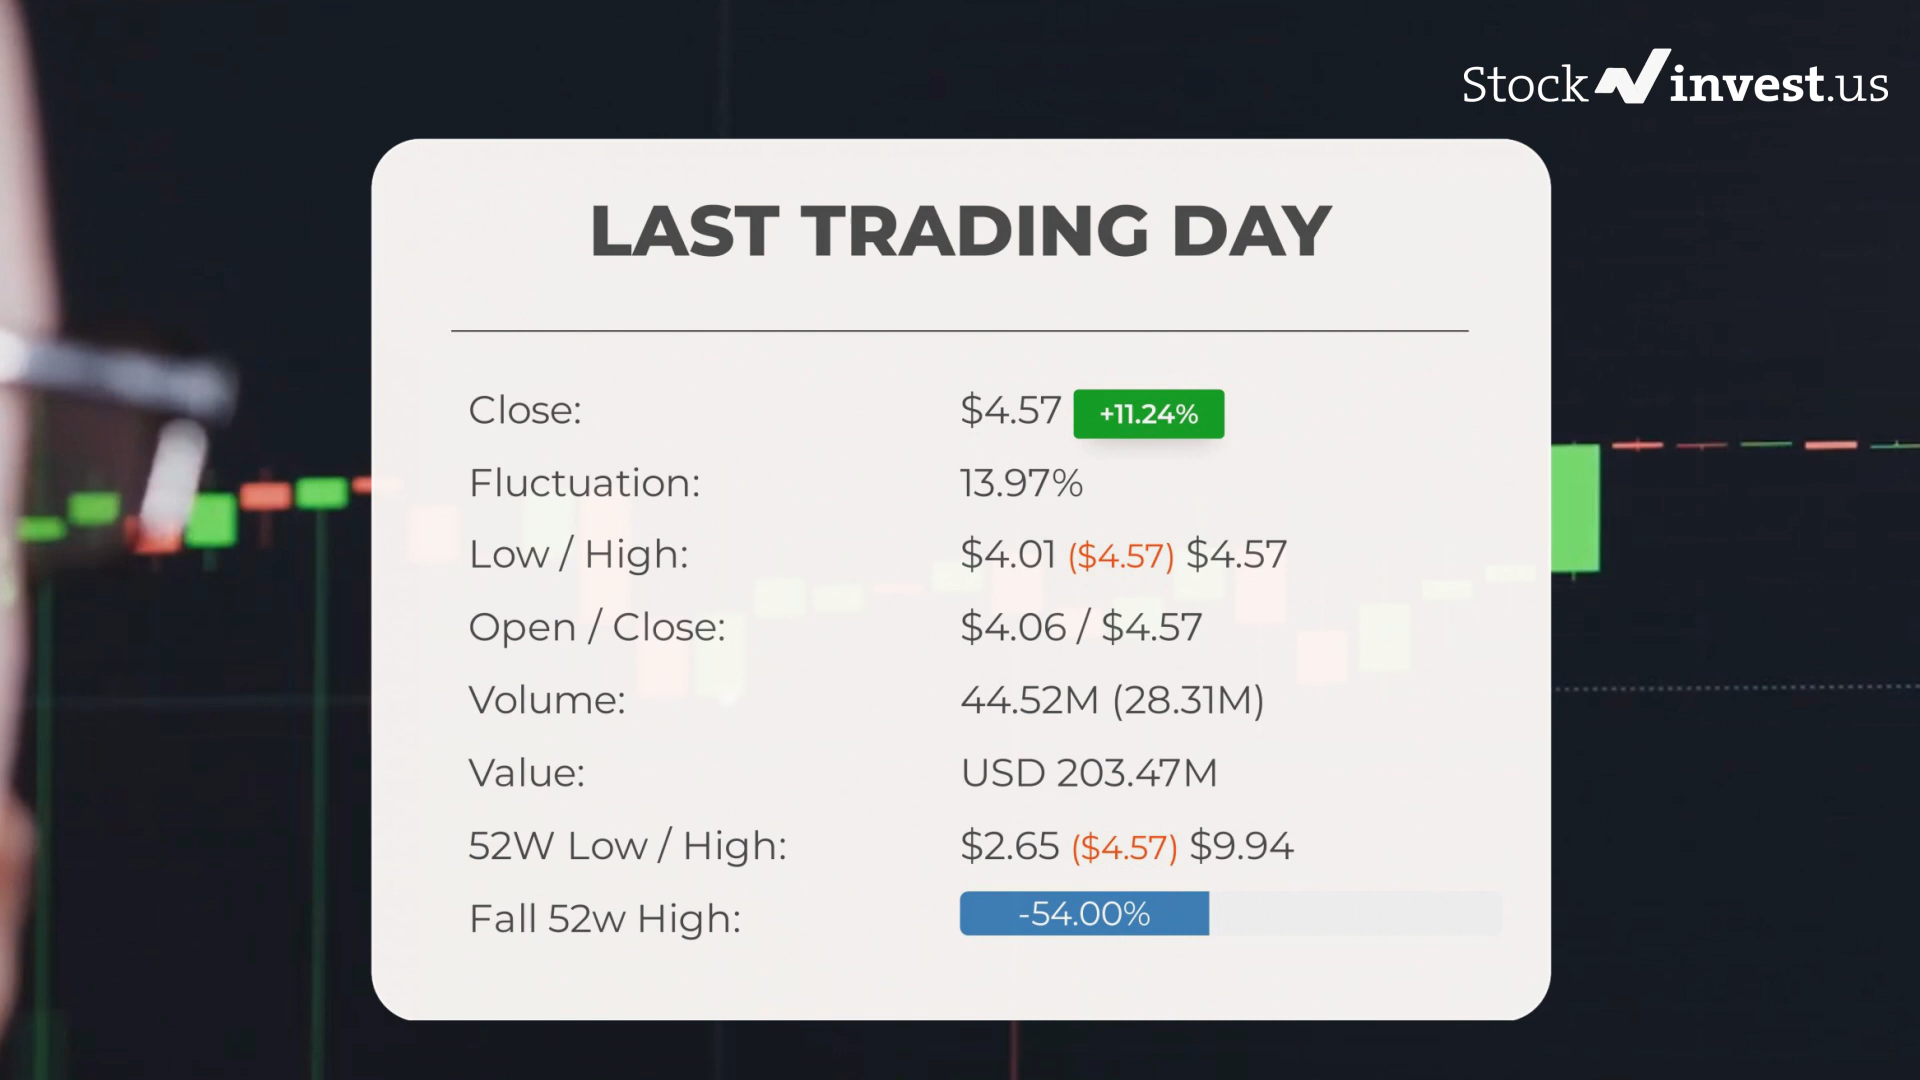 Stock invest.us
LAST TRADING DAY
Close: $4.57 +11.24%
Fluctuation: 13.97%
Low / High: $4.01 ($4.57) $4.57
Open / Close: $4.06 / $4.57
Volume: 44.52M (28.31M)
Value: USD 203.47M
52W Low / High: $2.65 ($4.57) $9.94
Fall 52w High: -54.00%